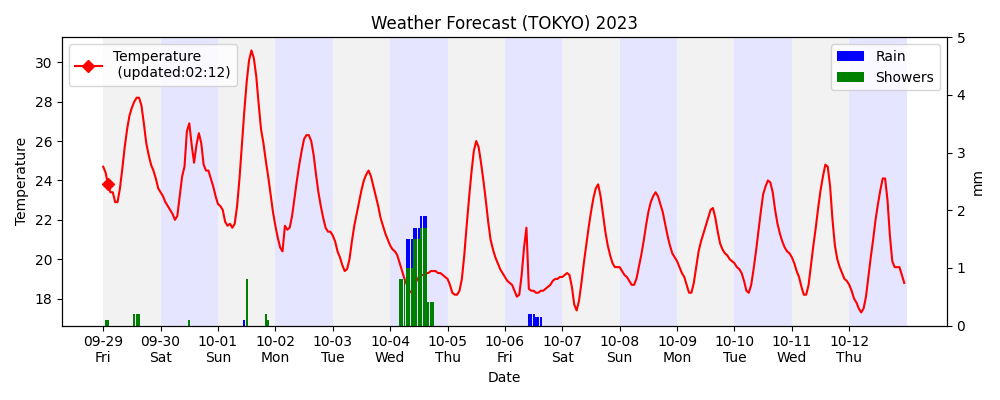 Weather Forecast (TOKYO) 2023
Temperature
(updated:02:12)
Rain
Showers
Temperature
30
28
26
24
22
20
18
5
4
3
2
1
0
mm
09-29 09-30 10-01 10-02 10-03 10-04 10-05 10-06 10-07 10-08 10-09 10-10 10-11 10-12
Fri Sat Sun Mon Tue Wed Thu Fri Sat Sun Mon Tue Wed Thu
Date